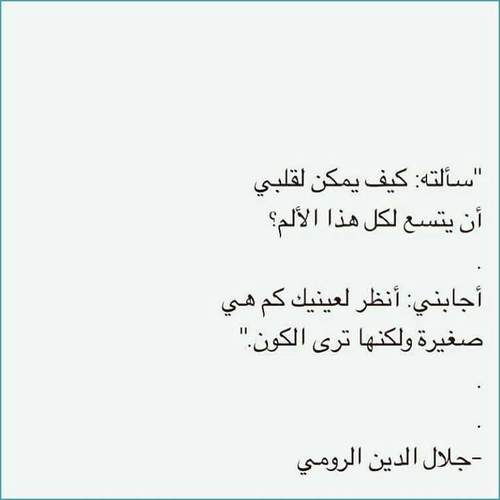 "سألته: كيف يمكن لقلبي
أن يتسع لكل هذا الألم؟
.
أجابني: أنظر لعينيك كم هي
صغيرة ولكنها ترى الكون."
.
.
-جلال الدين الرومي